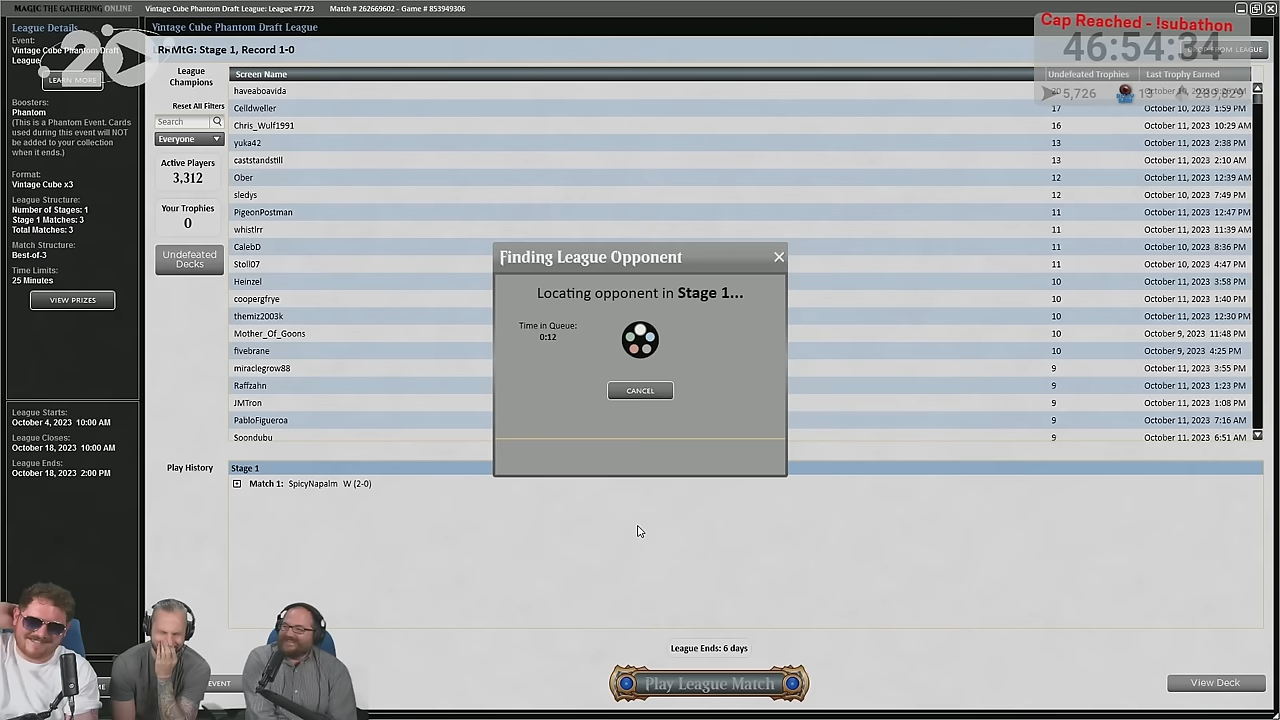 MAGIC THE GATHERING ONLINE
Vintage Cube Phantom Draft League: League #7723
Match # 262669602 - Game # 853949306
League Details
Event:
Vintage Cube Phantom Draft
League
LEARN MORE
Boosters:
Phantom
(This is a Phantom Event. Cards
used during this event will NOT
be added to your collection
when it ends.)
Format:
Vintage Cube x3
League Structure:
Number of Stages: 1
Stage 1 Matches: 3
Total Matches: 3
Match Structure:
Best-of-3
Time Limits:
25 Minutes
VIEW PRIZES
League Starts:
October 4, 2023 10:00 AM
League Closes:
October 18, 2023 10:00 AM
League Ends:
October 18, 2023 2:00 PM
Vintage Cube Phantom Draft League
Stage 1, Record 1-0
Cap Reached - !subathon
46:54:34
5,726
FROM LEAGUE
League
Champions
Reset All Filters
Search
Everyone
Active Players
3,312
Your Trophies
0
Undefeated
Decks
Screen Name Undefeated Trophies Last Trophy Earned
haveaboavida
Celldweller 17 October 10, 2023 1:59 PM
Chris_Wulf1991 16 October 11, 2023 10:29 AM
yuka42 13 October 11, 2023 2:38 PM
caststandstill 13 October 11, 2023 2:10 AM
Ober 12 October 11, 2023 12:39 AM
sledys 12 October 10, 2023 7:49 PM
PigeonPostman 11 October 11, 2023 12:47 PM
whistlrr 11 October 11, 2023 11:39 AM
CalebD 11 October 10, 2023 8:36 PM
Stoll07 11 October 10, 2023 4:47 PM
Heinzel 10 October 11, 2023 3:58 PM
coopergfrye 10 October 11, 2023 1:40 PM
themiz2003k 10 October 11, 2023 12:30 PM
Mother_Of_Goons 10 October 9, 2023 11:48 PM
fivebrane 10 October 9, 2023 4:25 PM
miraclegrow88 9 October 11, 2023 3:55 PM
Raffzahn 9 October 11, 2023 1:23 PM
JMTron 9 October 11, 2023 1:08 PM
PabloFigueroa 9 October 11, 2023 7:16 AM
Soondubu 9 October 11, 2023 6:51 AM
Finding League Opponent
Locating opponent in Stage 1...
Time in Queue:
0:12
CANCEL
Play History
Stage 1
Match 1: SpicyNapalm W (2-0)
League Ends: 6 days
EVENT
Play League Match
View Deck